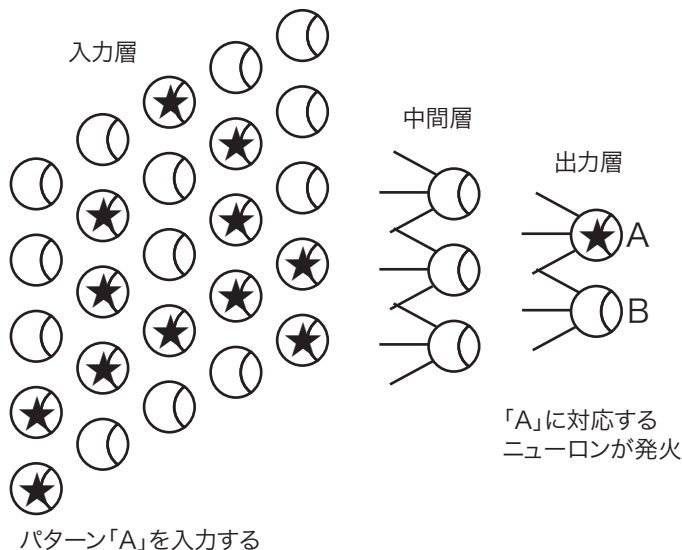 入力層
中間層
出力層
A
B
「A」に対応する
ニューロンが発火
パターン「A」を入力する